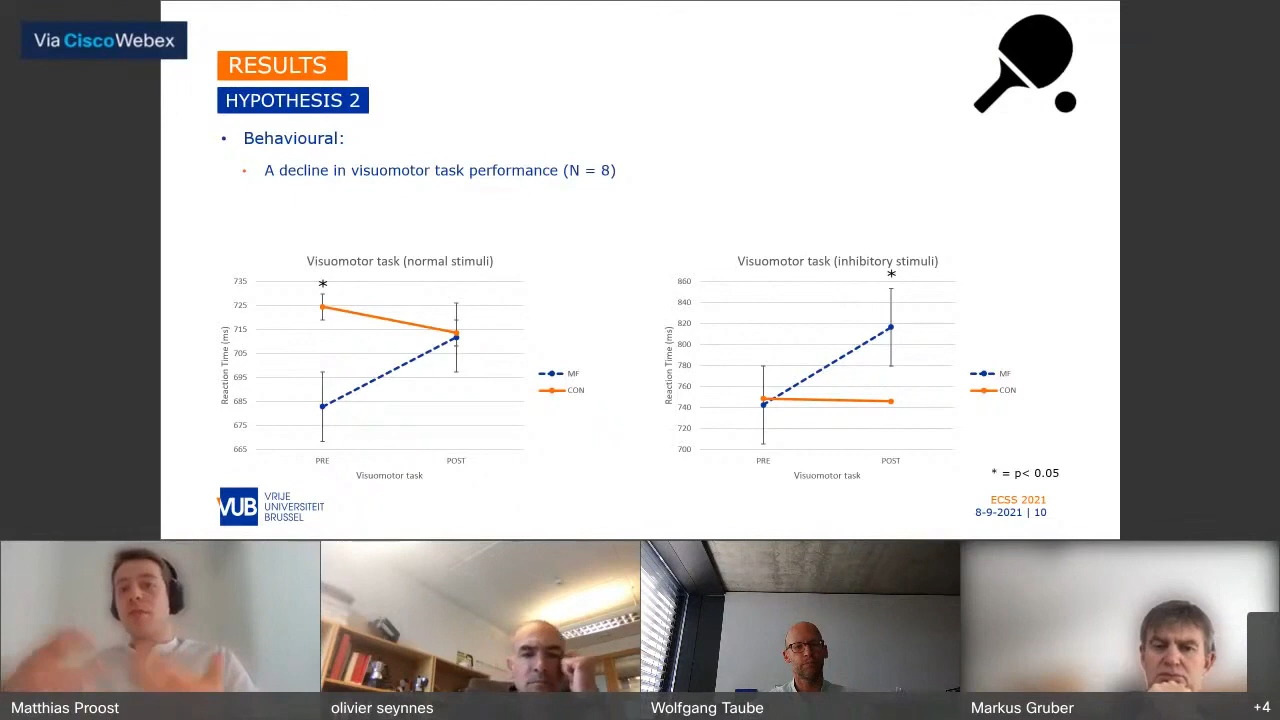 Via Cisco Webex
RESULTS
HYPOTHESIS 2
• Behavioural:
• A decline in visuomotor task performance (N = 8)
Visuomotor task (normal stimuli)
735
725
715
705
695
685
675
665
Reaction Time (ms)
*
PRE
POST
Visuomotor task
MF
CON
Visuomotor task (inhibitory stimuli)
860
840
820
800
780
760
740
720
700
Reaction Time (ms)
*
PRE
POST
Visuomotor task
MF
CON
* = p< 0.05
VUB
VRIJE
UNIVERSITEIT
BRUSSEL
ECSS 2021
8-9-2021 | 10
Matthias Proost
olivier seynnes
Wolfgang Taube
Markus Gruber
+4